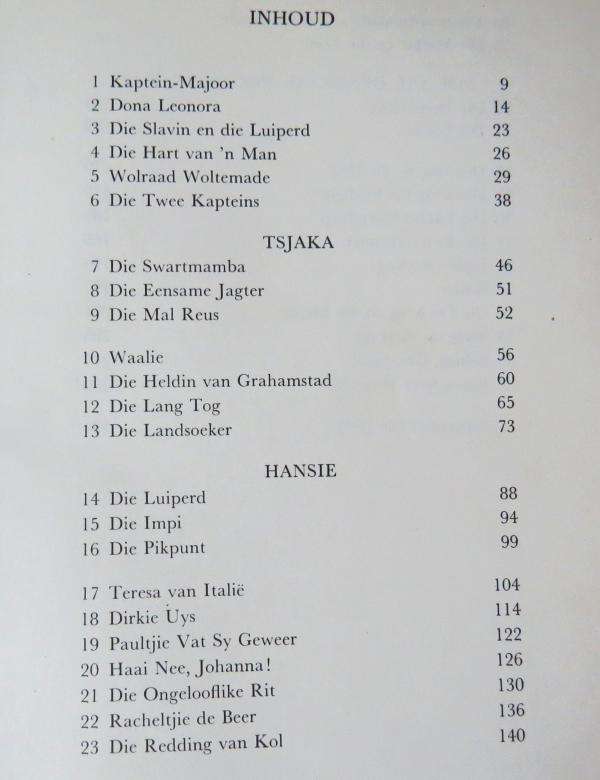 INHOUD
1 Kaptein-Majoor 9
2 Dona Leonora 14
3 Die Slavin en die Luiperd 23
4 Die Hart van 'n Man 26
5 Wolraad Woltemade 29
6 Die Twee Kapteins 38
TSJAKA
7 Die Swartmamba 46
8 Die Eensame Jagter 51
9 Die Mal Reus 52
10 Waalie 56
11 Die Heldin van Grahamstad 60
12 Die Lang Tog 65
13 Die Landsoeker 73
HANSIE
14 Die Luiperd 88
15 Die Impi 94
16 Die Pikpunt 99
17 Teresa van Italië 104
18 Dirkie Uys 114
19 Paultjie Vat Sy Geweer 122
20 Haai Nee, Johanna! 126
21 Die Ongelooflike Rit 130
22 Racheltjie de Beer 136
23 Die Redding van Kol 140